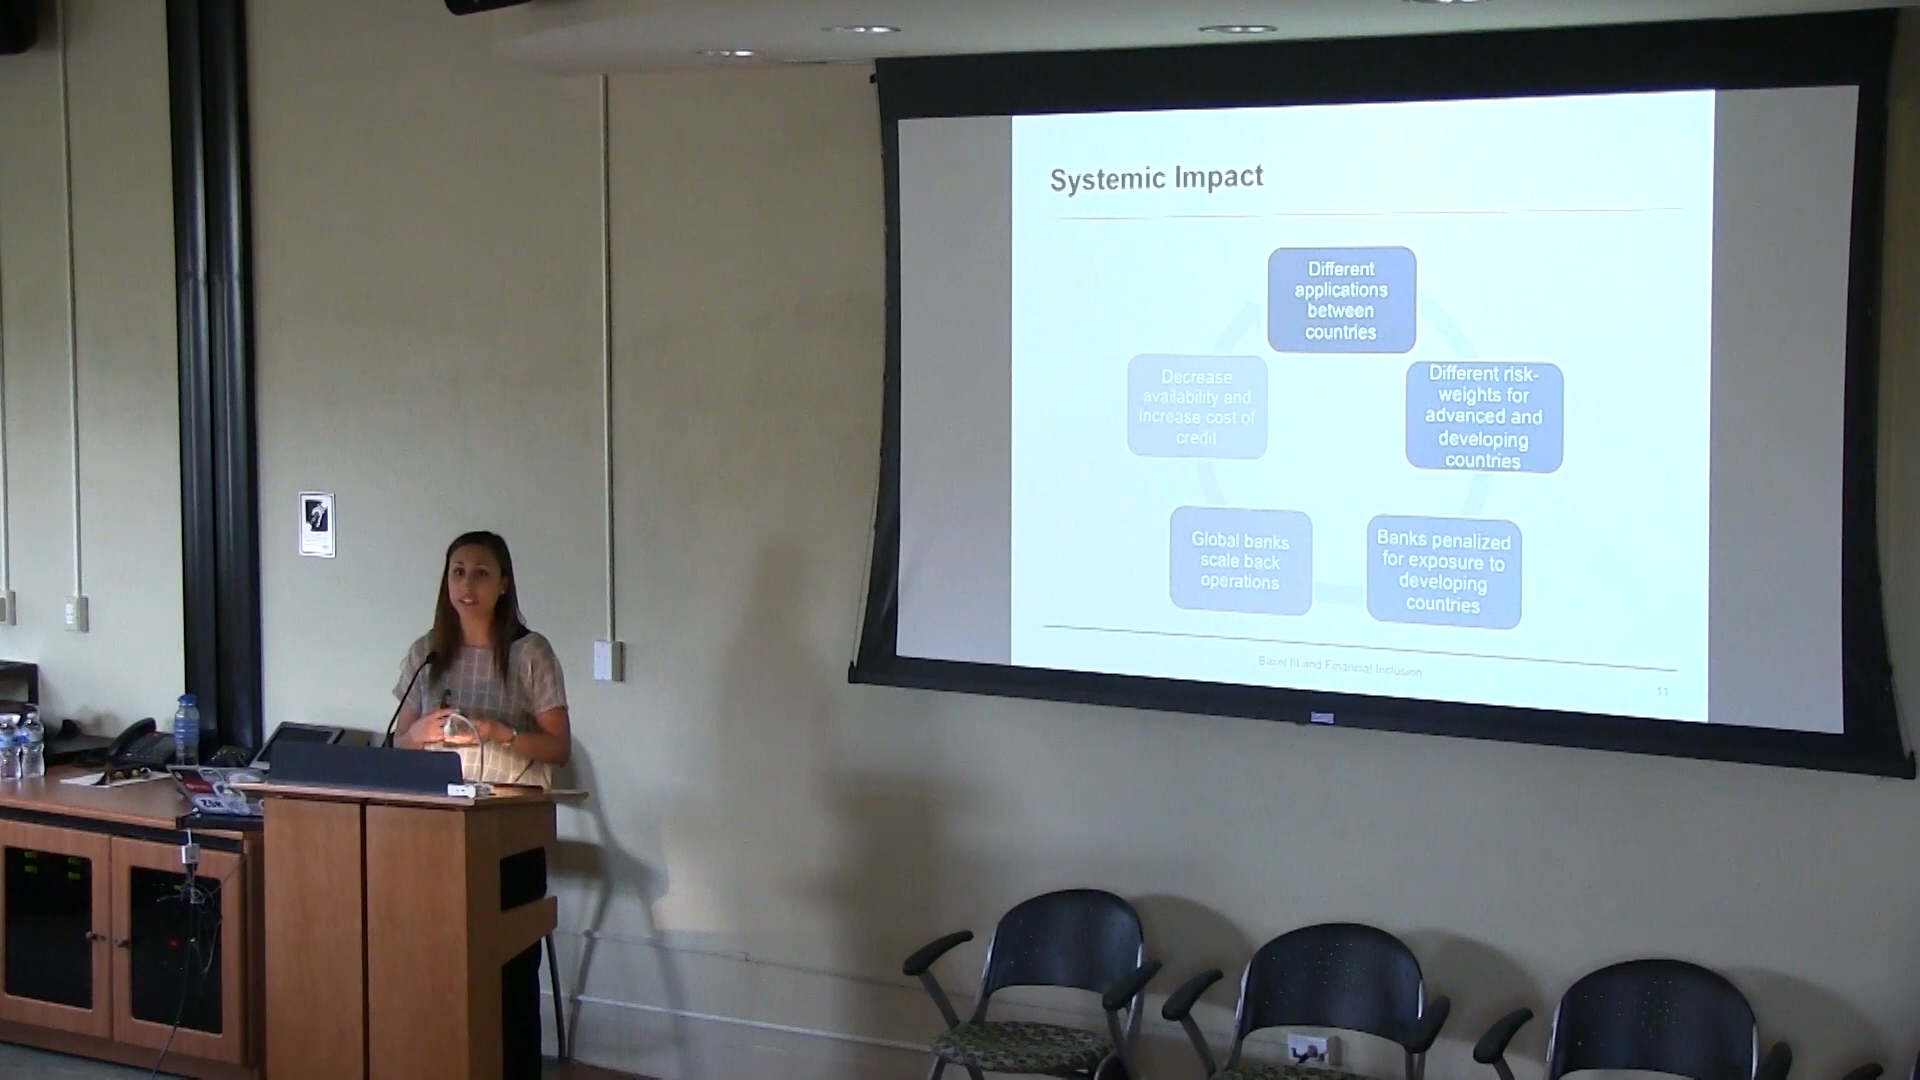 Systemic Impact
Different
applications
between
countries
Different risk-
weights for
advanced and
developing
countries
Banks penalized
for exposure to
developing
countries
Global banks
scale back
operations
Decrease
availability and
increase cost of
credit
Basel III and Financial Inclusion
11